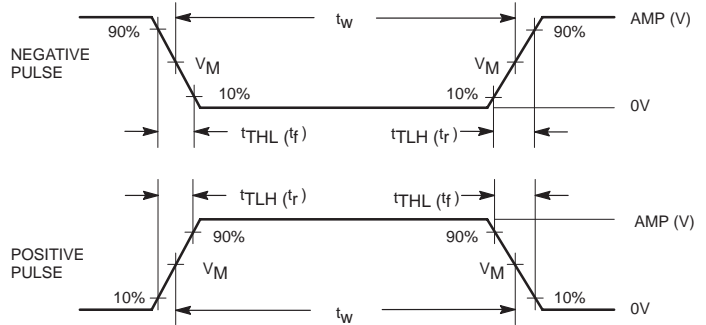 tw
AMP (V)
90%
90%
NEGATIVE
PULSE
VM
VM
10%
10%
0V
tTHL (tf)
tTLH (tr)
tTLH (tr)
tTHL (tf)
AMP (V)
90%
90%
POSITIVE
PULSE
VM
VM
10%
10%
tw
0V